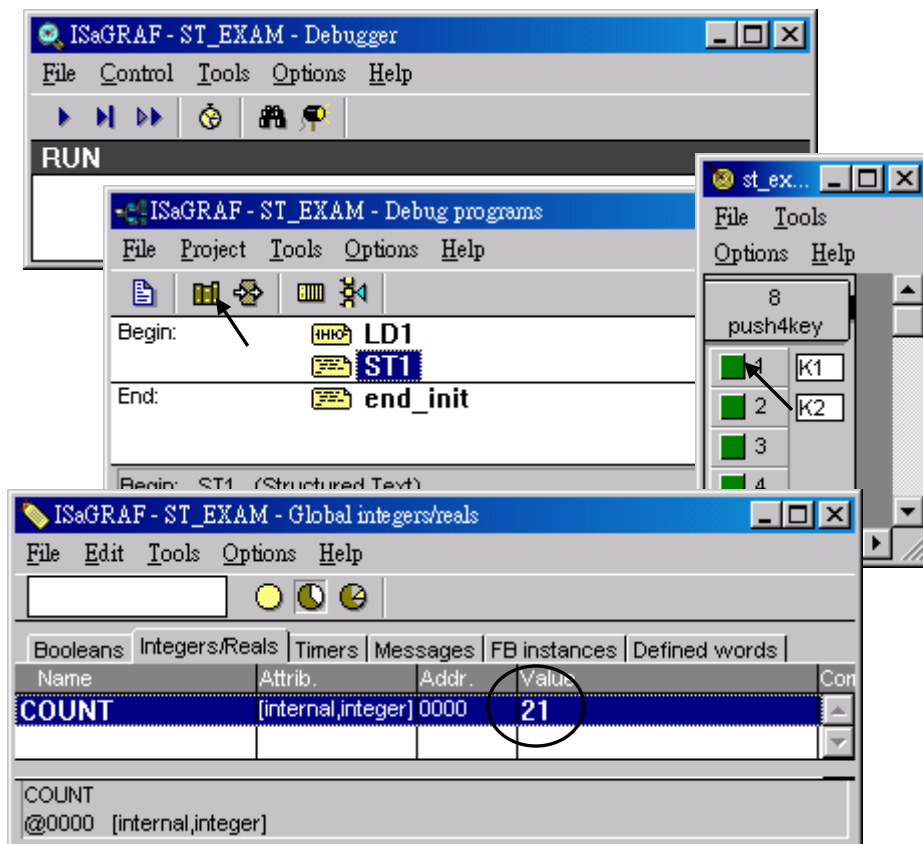 ISaGRAF - ST_EXAM - Debugger
File Control Tools Options Help
RUN
ISaGRAF - ST_EXAM - Debug programs
File Project Tools Options Help
Begin: LD1
ST1
End: end_init
Begin: ST1 (Structured Text)
st_ex...
File Tools
Options Help
8
push4key
1 K1
2 K2
3
4
ISaGRAF - ST_EXAM - Global integers/reals
File Edit Tools Options Help
Booleans Integers/Reals Timers Messages FB instances Defined words
Name Attrib. Addr. Value Com
COUNT [internal,integer] 0000 21
COUNT
@0000 [internal,integer]